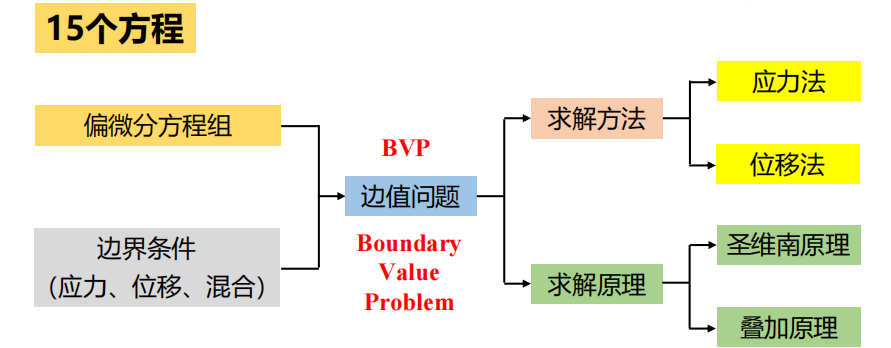 15个方程
偏微分方程组
边界条件
（应力、位移、混合）
BVP
边值问题
Boundary
Value
Problem
求解方法
应力法
位移法
求解原理
圣维南原理
叠加原理